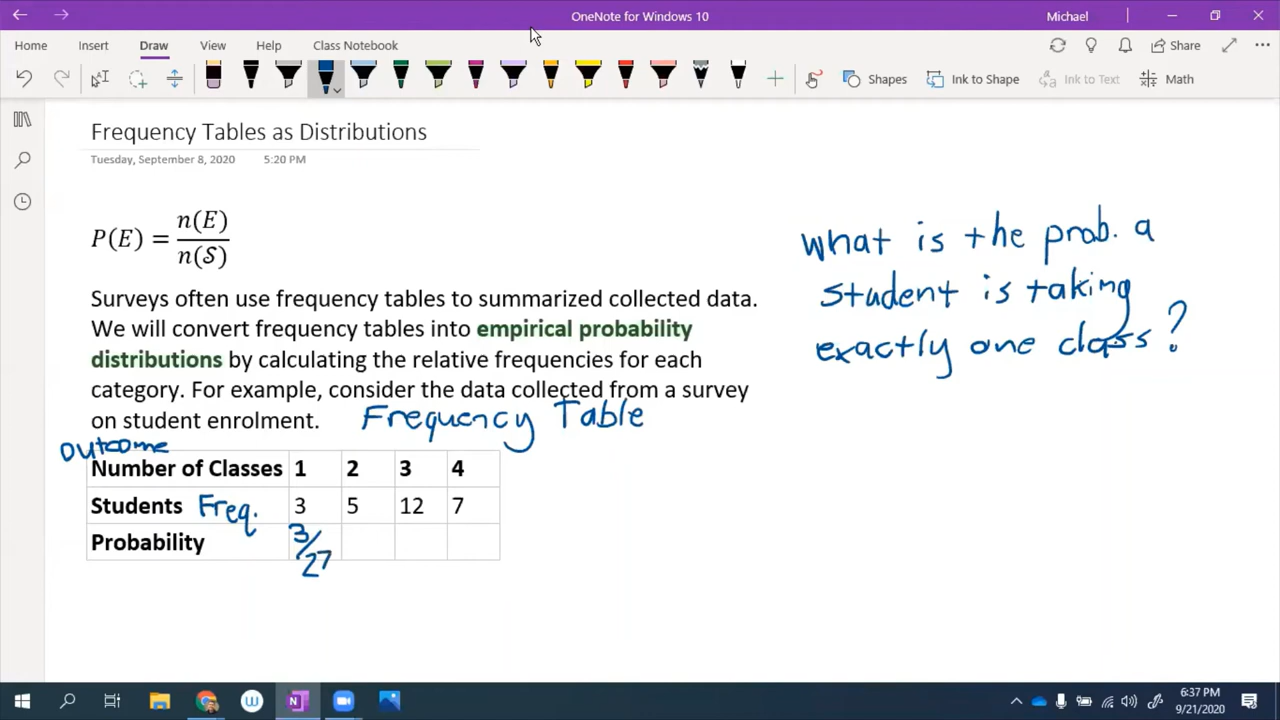 OneNote for Windows 10
Michael
Home Insert Draw View Help Class Notebook
Share
Shapes Ink to Shape Ink to Text Math
Frequency Tables as Distributions
Tuesday, September 8, 2020 5:20 PM
P(E) = n(E)/n(S)
Surveys often use frequency tables to summarized collected data.
We will convert frequency tables into empirical probability
distributions by calculating the relative frequencies for each
category. For example, consider the data collected from a survey
on student enrolment. Frequency Table
what is the prob. a
student is taking
exactly one class?
outcome
Number of Classes 1 2 3 4
Students Freq. 3 5 12 7
Probability 3/27
6:37 PM
9/21/2020